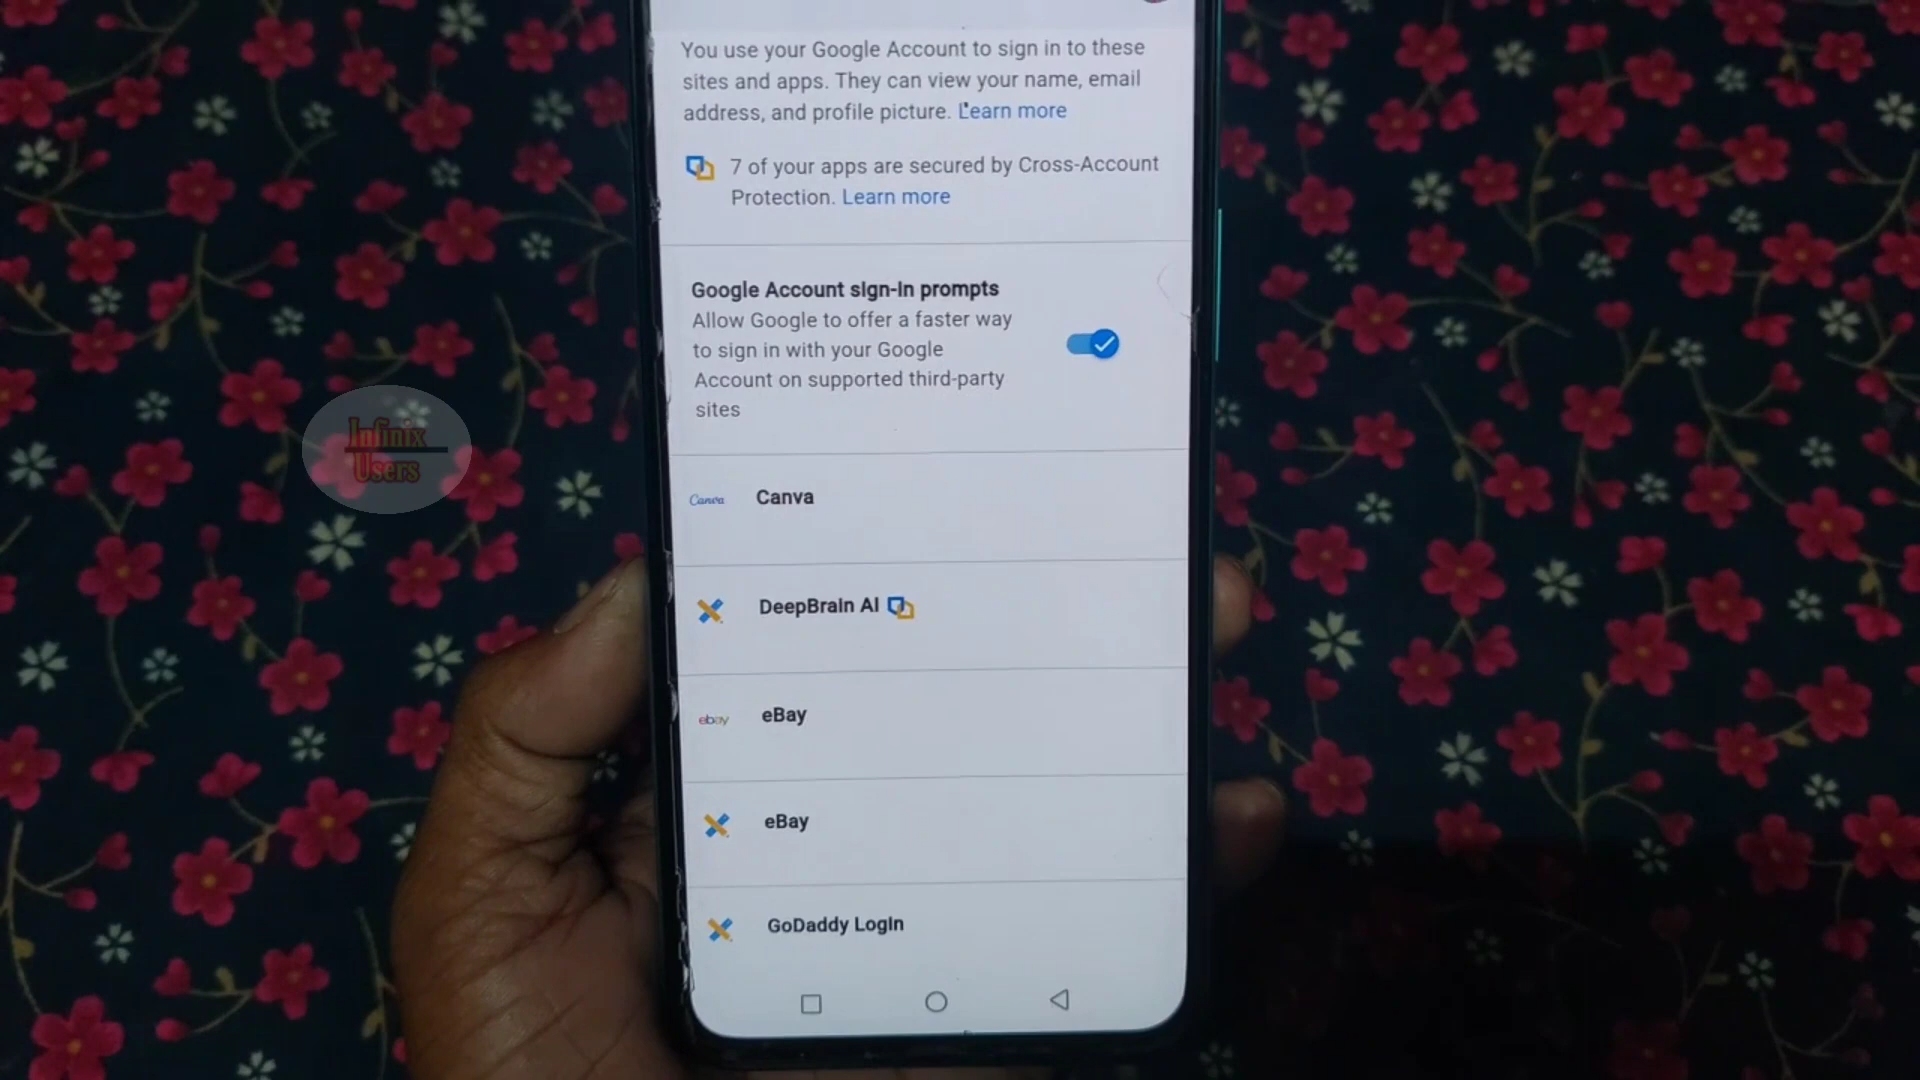 You use your Google Account to sign in to these
sites and apps. They can view your name, email
address, and profile picture. Learn more
7 of your apps are secured by Cross-Account
Protection. Learn more
Google Account sign-in prompts
Allow Google to offer a faster way
to sign in with your Google
Account on supported third-party
sites
Infinix
Users
Canva Canva
DeepBrain AI
ebay eBay
eBay
GoDaddy Login